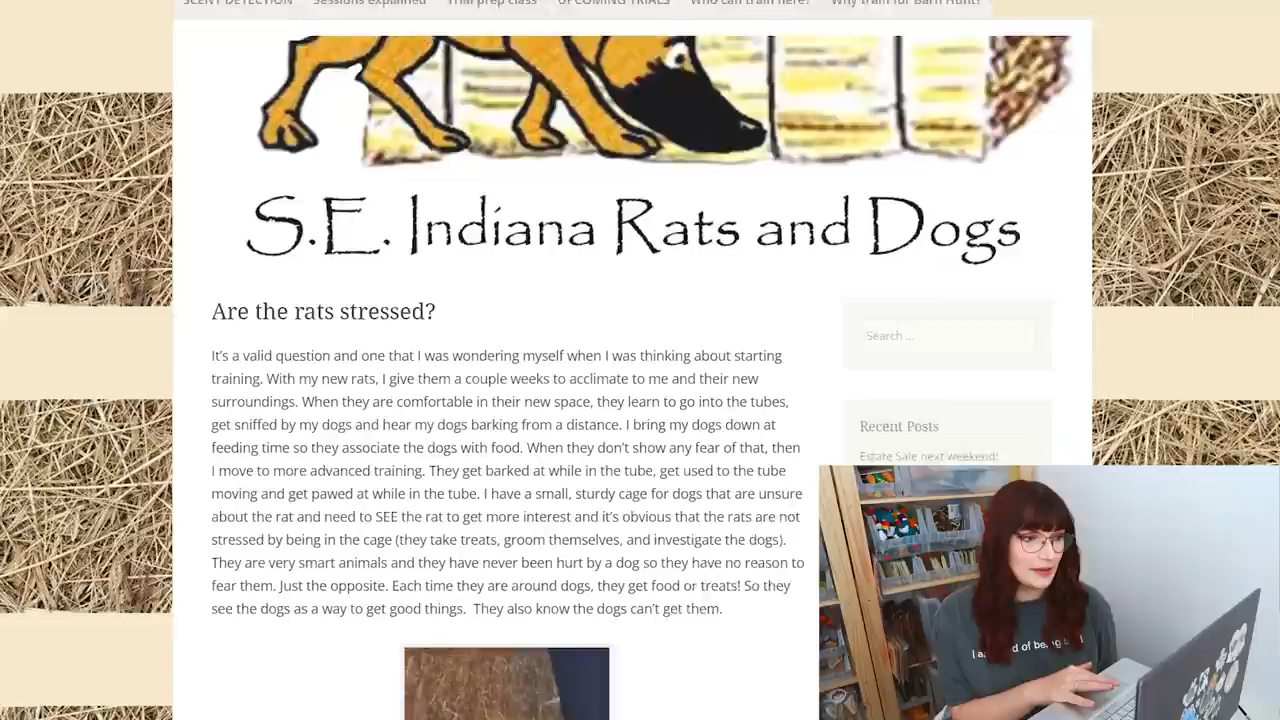 SCENT DETECTION Sessions explained Trial prep class UPCOMING TRIALS Who can train here? Why train for Barn Hunt?
S.E. Indiana Rats and Dogs
Are the rats stressed?
Search ...
It's a valid question and one that I was wondering myself when I was thinking about starting
training. With my new rats, I give them a couple weeks to acclimate to me and their new
surroundings. When they are comfortable in their new space, they learn to go into the tubes,
get sniffed by my dogs and hear my dogs barking from a distance. I bring my dogs down at
feeding time so they associate the dogs with food. When they don't show any fear of that, then
I move to more advanced training. They get barked at while in the tube, get used to the tube
moving and get pawed at while in the tube. I have a small, sturdy cage for dogs that are unsure
about the rat and need to SEE the rat to get more interest and it's obvious that the rats are not
stressed by being in the cage (they take treats, groom themselves, and investigate the dogs).
They are very smart animals and they have never been hurt by a dog so they have no reason to
fear them. Just the opposite. Each time they are around dogs, they get food or treats! So they
see the dogs as a way to get good things. They also know the dogs can't get them.
Recent Posts
Estate Sale next weekend!